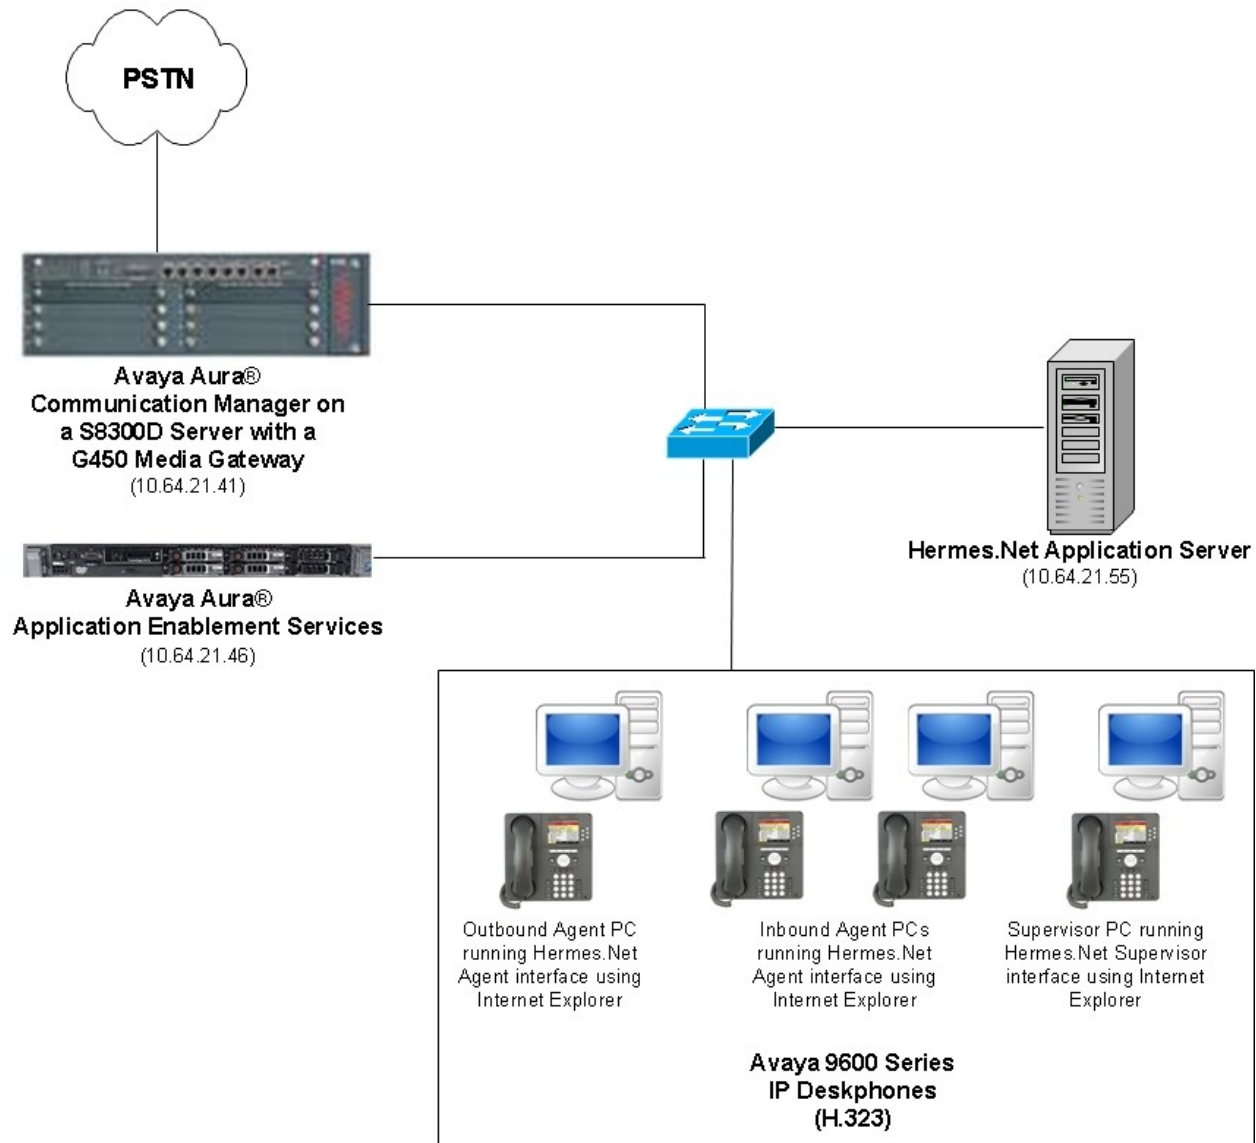 PSTN
Avaya Aura®
Communication Manager on
a S8300D Server with a
G450 Media Gateway
(10.64.21.41)
Avaya Aura®
Application Enablement Services
(10.64.21.46)
Hermes.Net Application Server
(10.64.21.55)
Outbound Agent PC
running Hermes.Net
Agent interface using
Internet Explorer
Inbound Agent PCs
running Hermes.Net
Agent interface using
Internet Explorer
Supervisor PC running
Hermes.Net Supervisor
interface using Internet
Explorer
Avaya 9600 Series
IP Deskphones
(H.323)